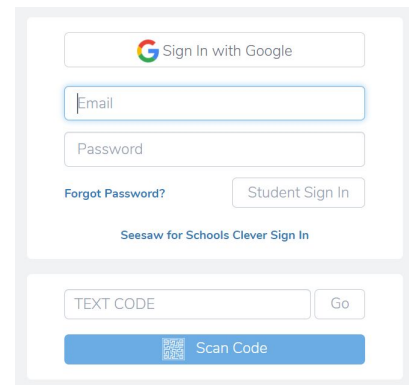 Sign In with Google
Email
Password
Forgot Password? Student Sign In
Seesaw for Schools Clever Sign In
TEXT CODE Go
Scan Code